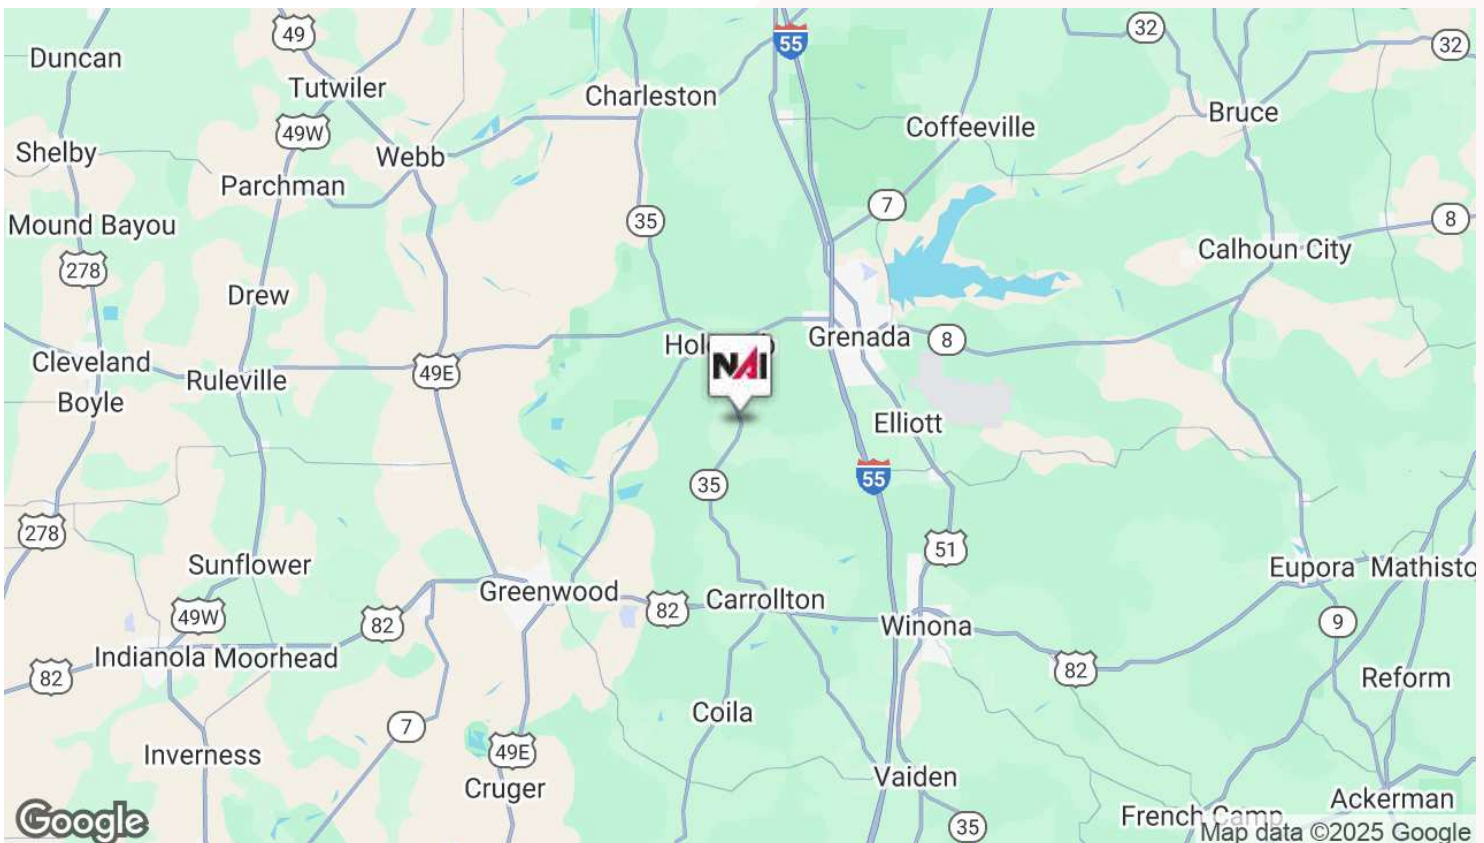 49
55
32
32
Duncan
Tutwiler
Charleston
Bruce
49W
Coffeeville
Shelby
Webb
Parchman
7
35
8
Mound Bayou
Calhoun City
278
Drew
Grenada
8
NAI
Cleveland
49E
Ruleville
Boyle
Elliott
55
35
278
51
Sunflower
Eupora
Mathisto
Greenwood
82
Carrollton
49W
82
Winona
9
Indianola
Moorhead
82
82
Reform
Coila
7
49E
Inverness
Vaiden
Cruger
Ackerman
French Camp
35
Google
Map data ©2025 Google